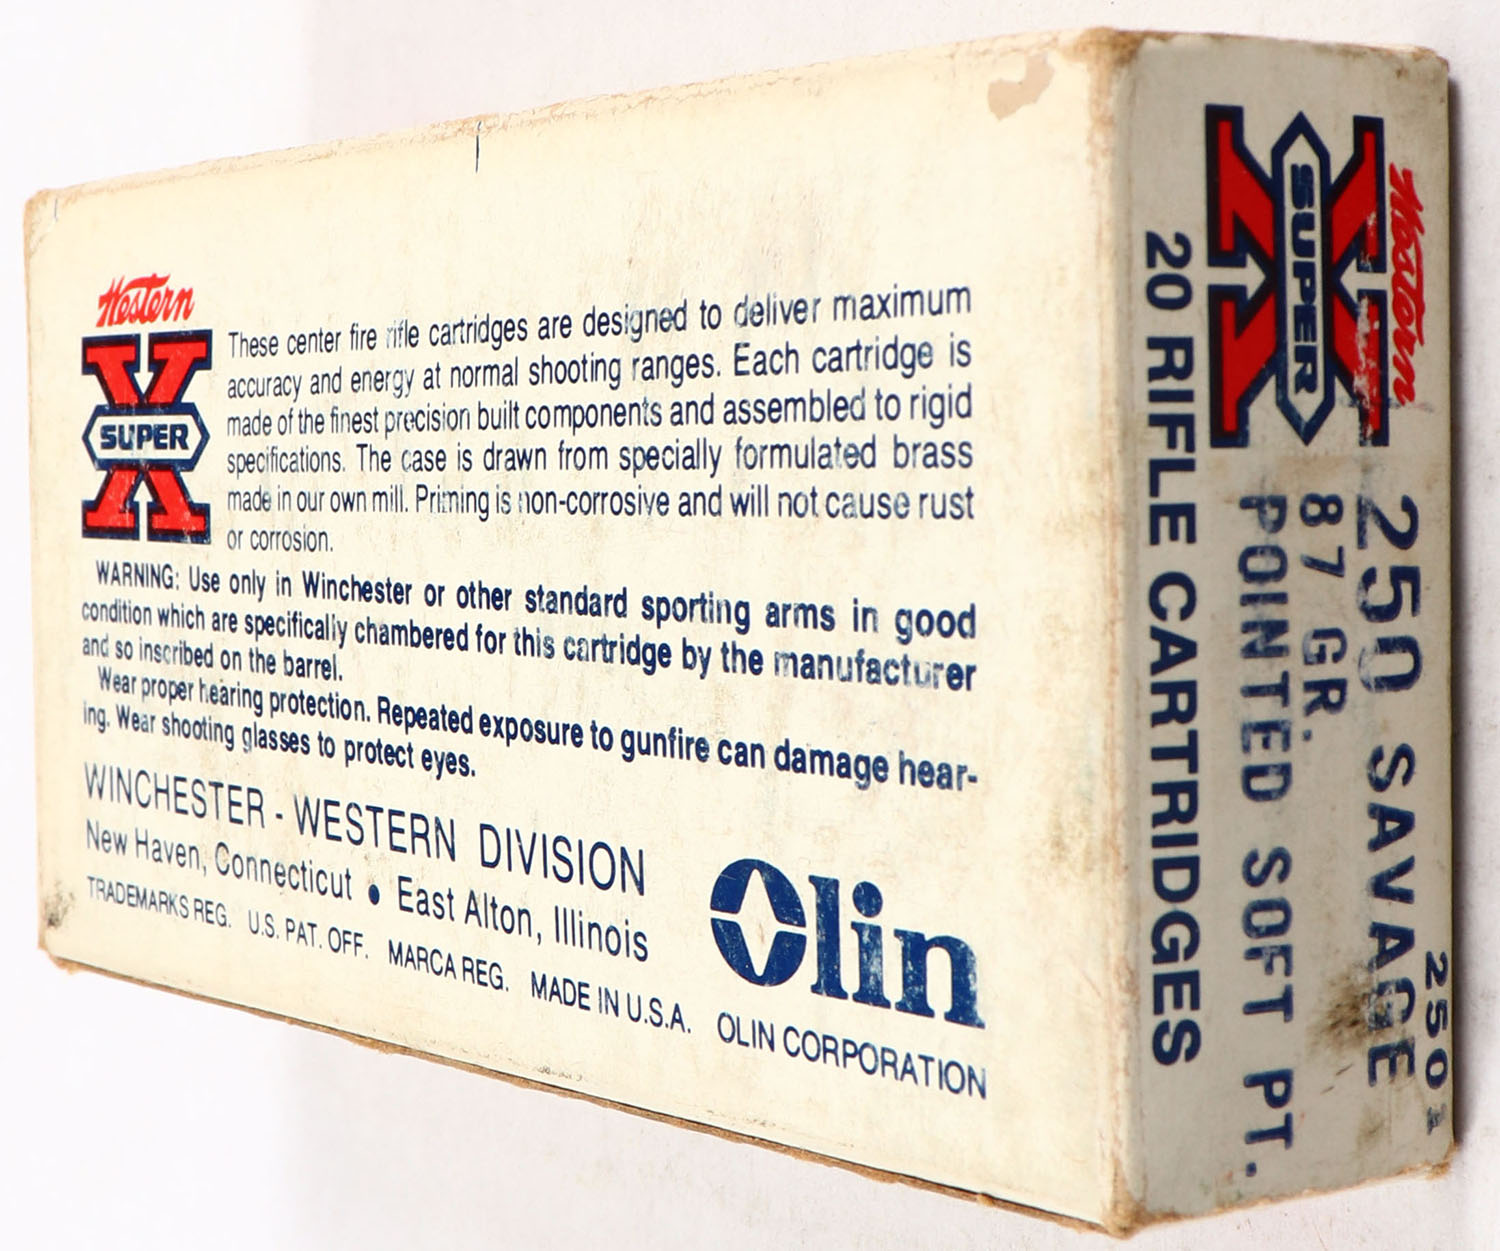 Western
SUPER
X
These center fire rifle cartridges are designed to deliver maximum
accuracy and energy at normal shooting ranges. Each cartridge is
made of the finest precision built components and assembled to rigid
specifications. The case is drawn from specially formulated brass
made in our own mill. Priming is non-corrosive and will not cause rust
or corrosion.
WARNING: Use only in Winchester or other standard sporting arms in good
condition which are specifically chambered for this cartridge by the manufacturer
and so inscribed on the barrel.
Wear proper hearing protection. Repeated exposure to gunfire can damage hear-
ing. Wear shooting glasses to protect eyes.
WINCHESTER - WESTERN DIVISION
New Haven, Connecticut • East Alton, Illinois
TRADEMARKS REG. U.S. PAT. OFF. MARCA REG. MADE IN U.S.A. OLIN CORPORATION
Olin
Western
SUPER
X
250 SAVAGE
87 GR.
POINTED SOFT PT.
20 RIFLE CARTRIDGES
2501